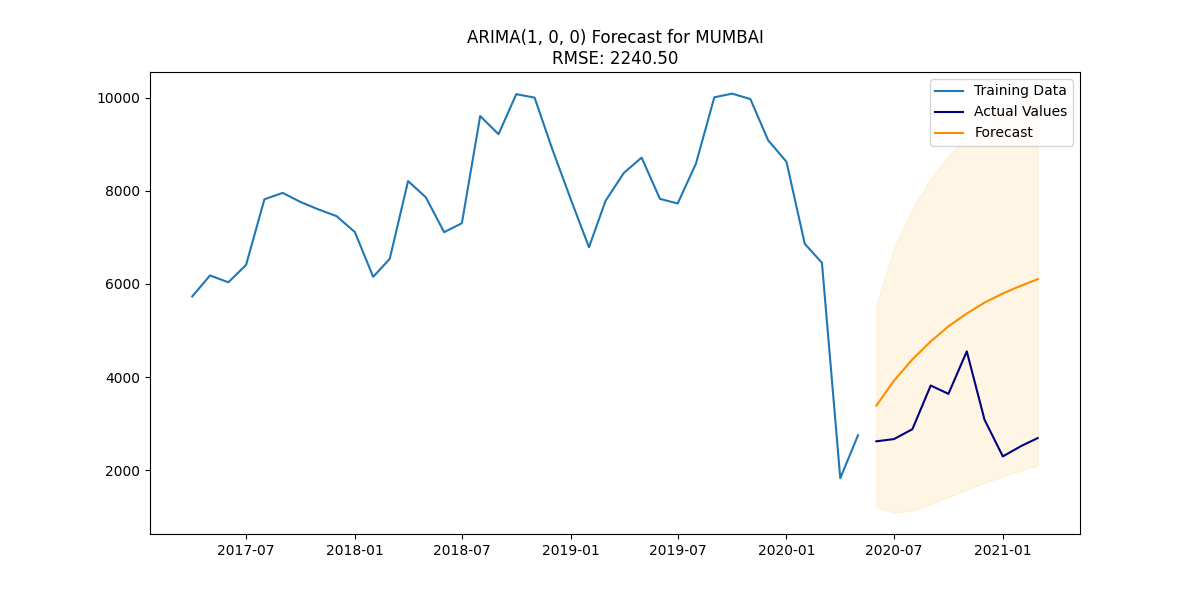 ARIMA(1, 0, 0) Forecast for MUMBAI
RMSE: 2240.50
Training Data
Actual Values
Forecast
10000
8000
6000
4000
2000
2017-07 2018-01 2018-07 2019-01 2019-07 2020-01 2020-07 2021-01